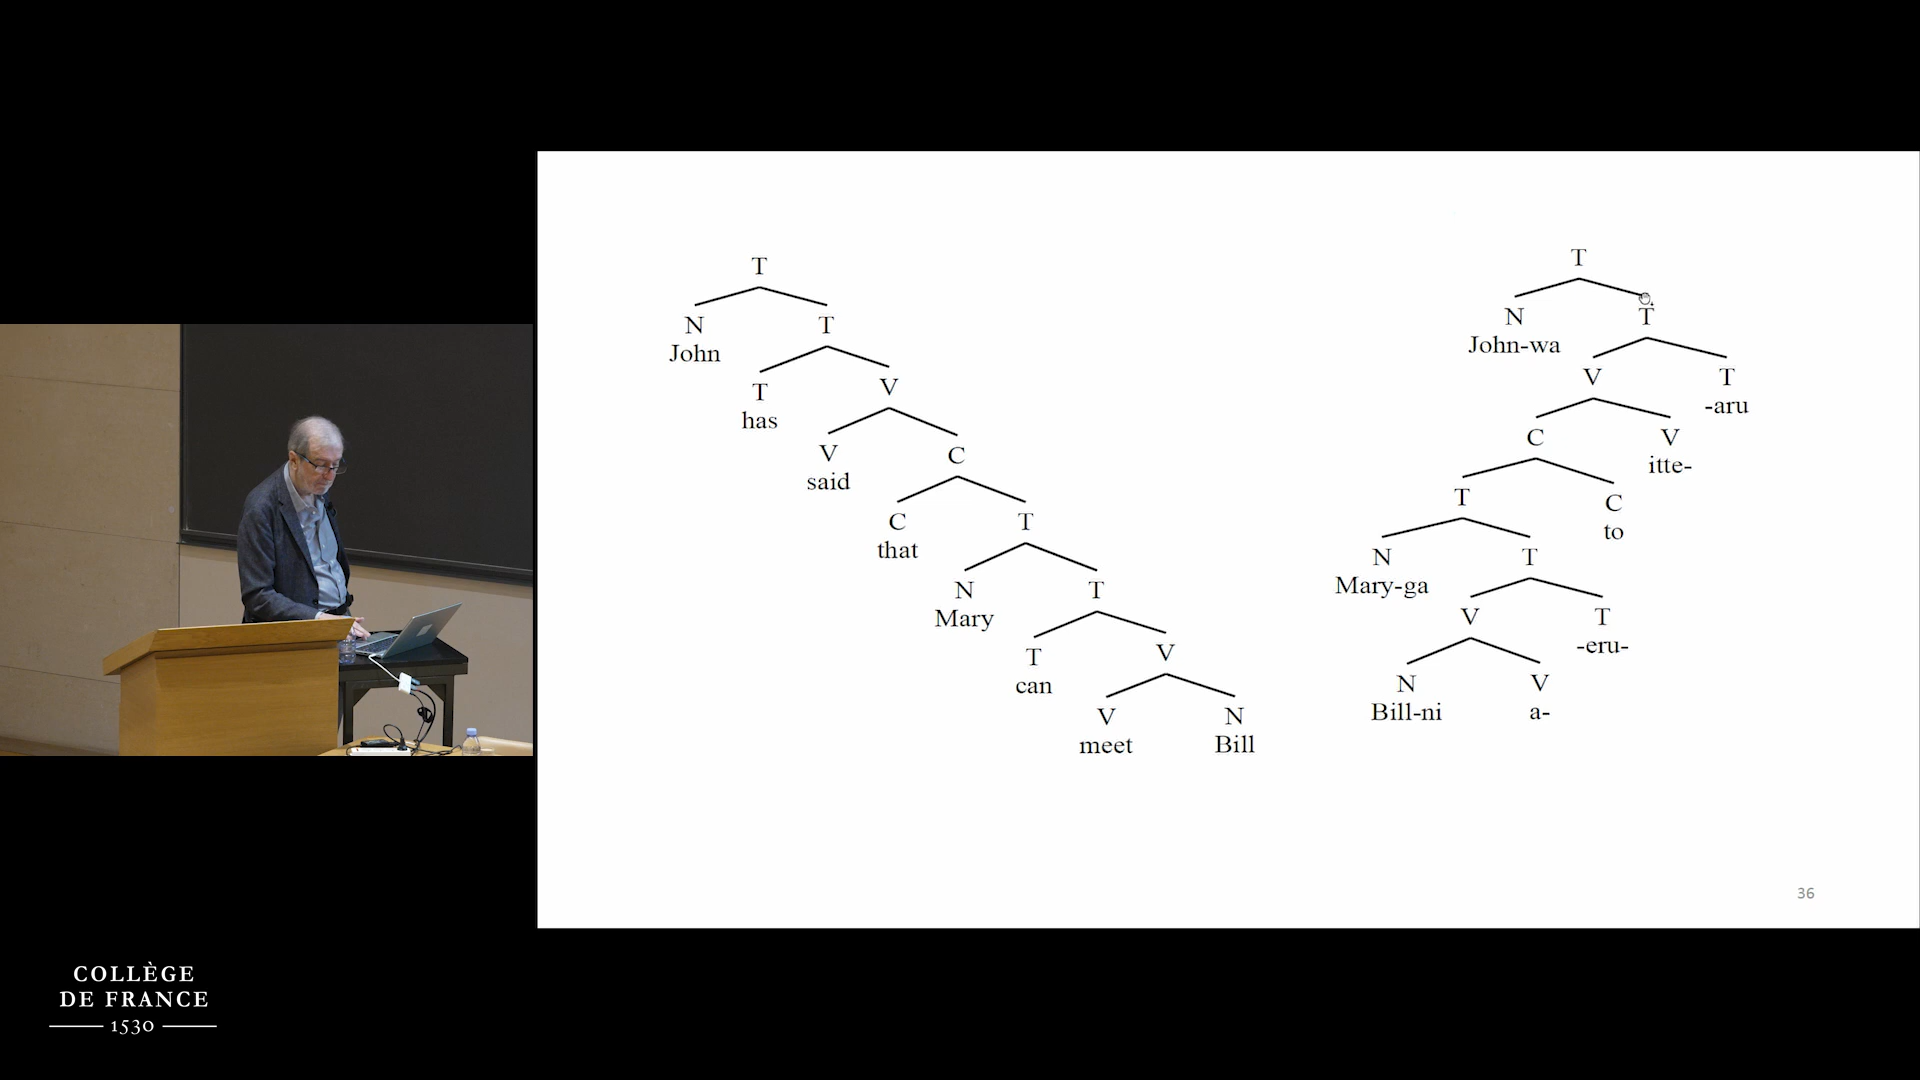 T
N T
John
T V
has
V C
said
C T
that
N T
Mary
T V
can
V N
meet Bill
T
N T
John-wa
V T
-aru
C V
itte-
T C
to
N T
Mary-ga
V T
-eru-
N V
Bill-ni a-
36
COLLÈGE
DE FRANCE
1530